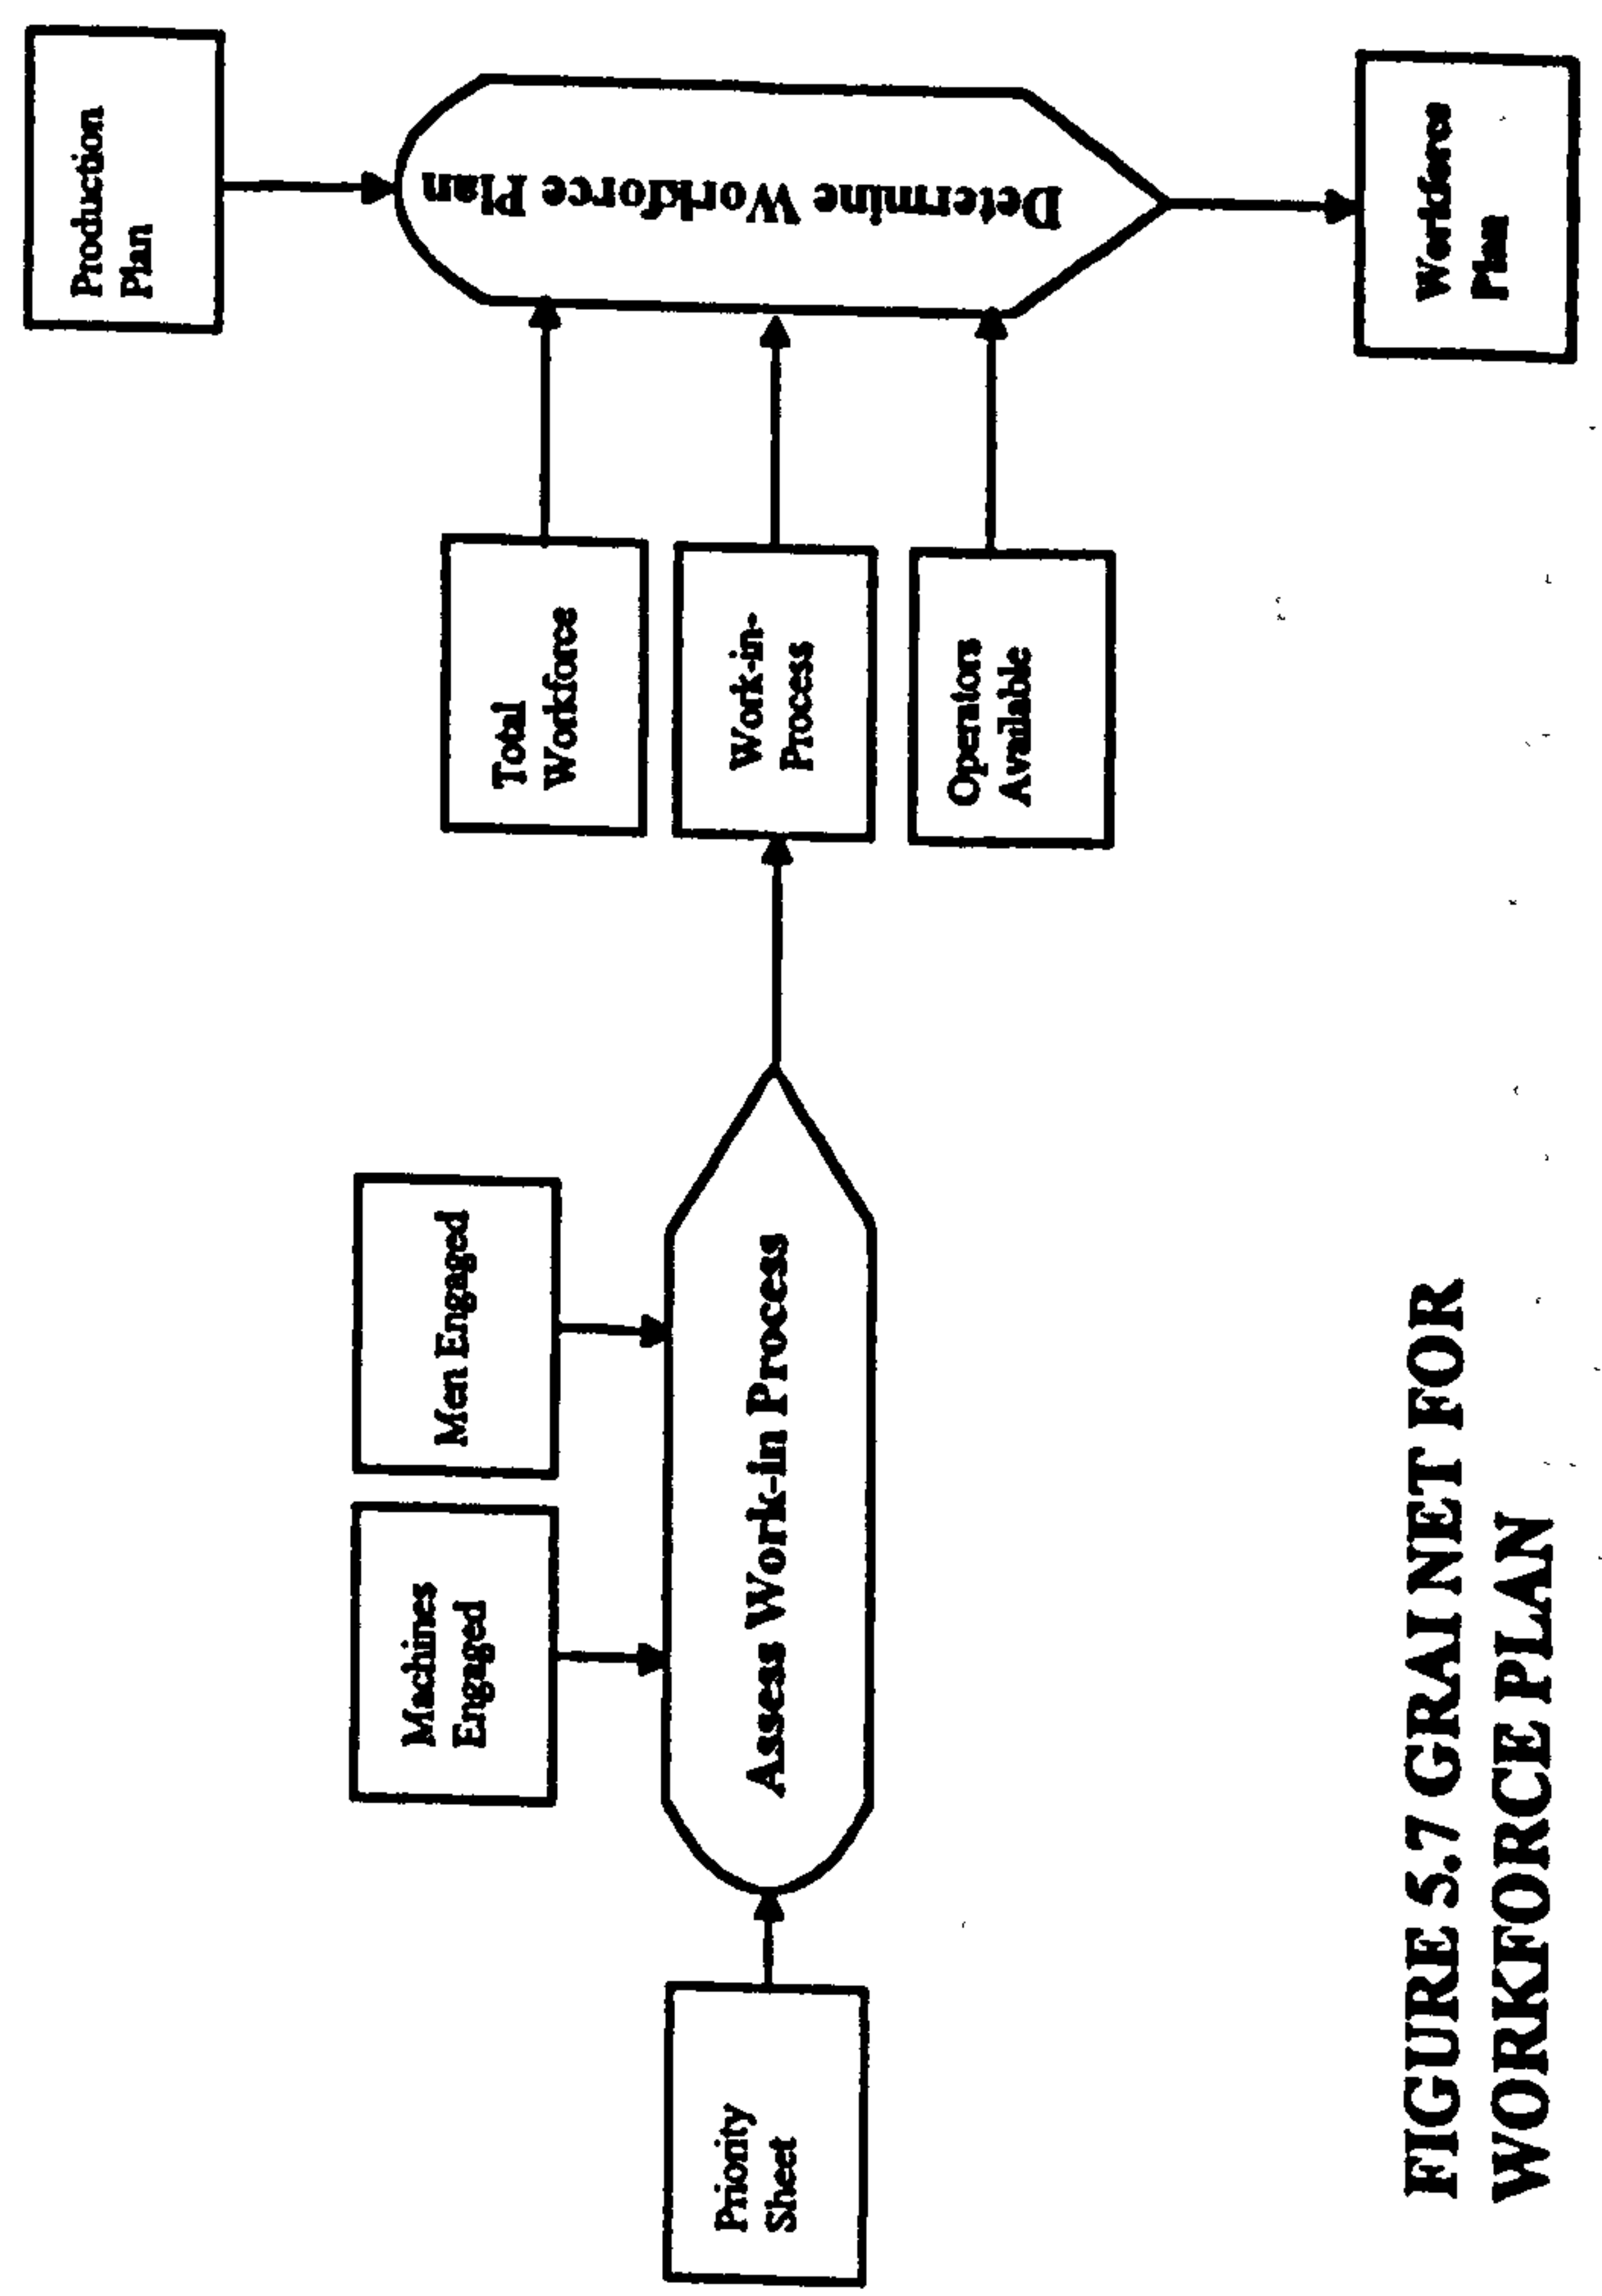 Priority
Sheet
Machines
Engaged
Men Engaged
Assess Work-in Process
Total
Workforce
Work-in-
Process
Operators
Available
Production
Plan
Determine Workforce Plan
Workforce
Plan
FIGURE 5.7 GRAI NET FOR
WORKFORCE PLAN